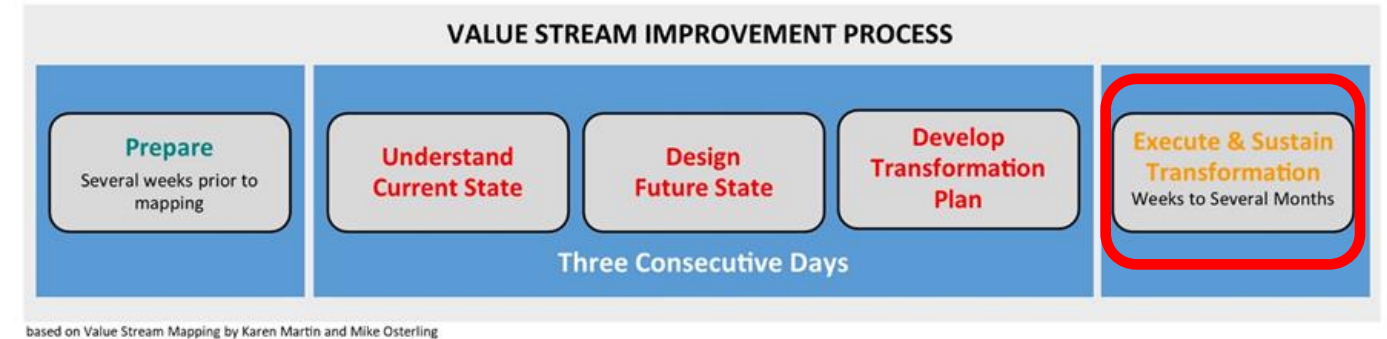 VALUE STREAM IMPROVEMENT PROCESS
Prepare
Several weeks prior to
mapping
Understand
Current State
Design
Future State
Develop
Transformation
Plan
Three Consecutive Days
Execute & Sustain
Transformation
Weeks to Several Months
based on Value Stream Mapping by Karen Martin and Mike Osterling